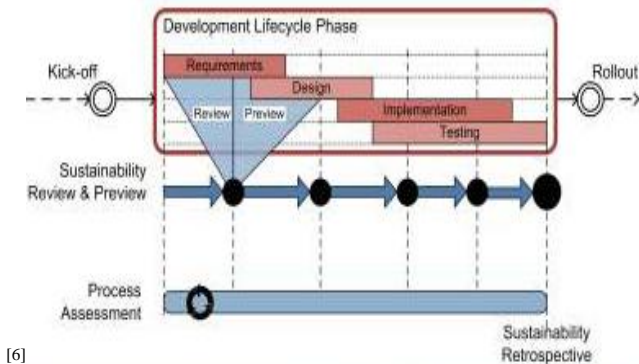 Development Lifecycle Phase
Requirements
Kick-off
Rollout
Design
Review Preview
Implementation
Testing
Sustainability
Review & Preview
Process
Assessment
Sustainability
Retrospective
[6]